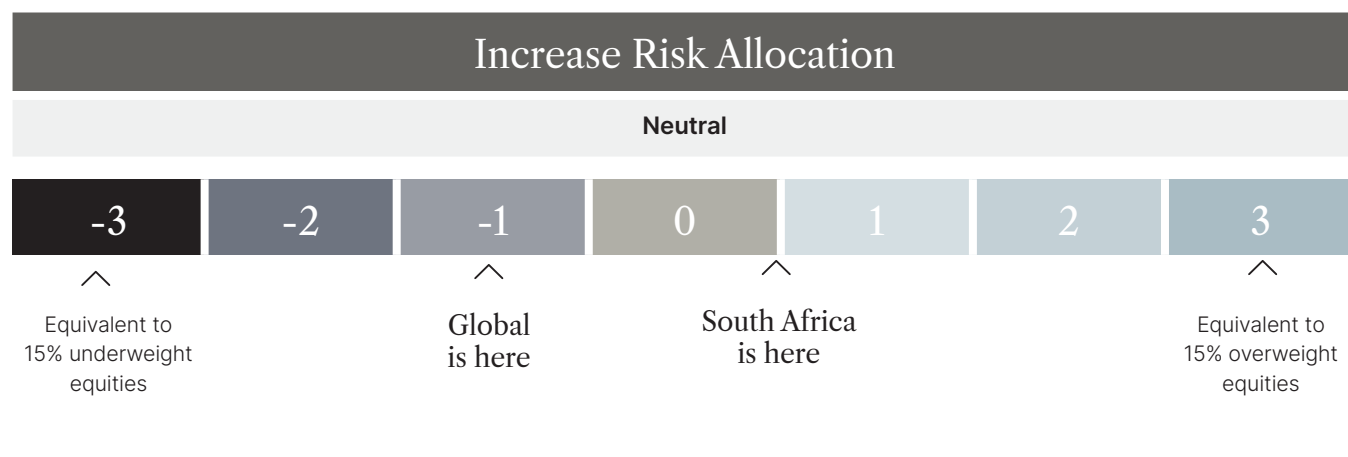 Increase Risk Allocation
Neutral
-3 -2 -1 0 1 2 3
Equivalent to
15% underweight
equities
Global
is here
South Africa
is here
Equivalent to
15% overweight
equities